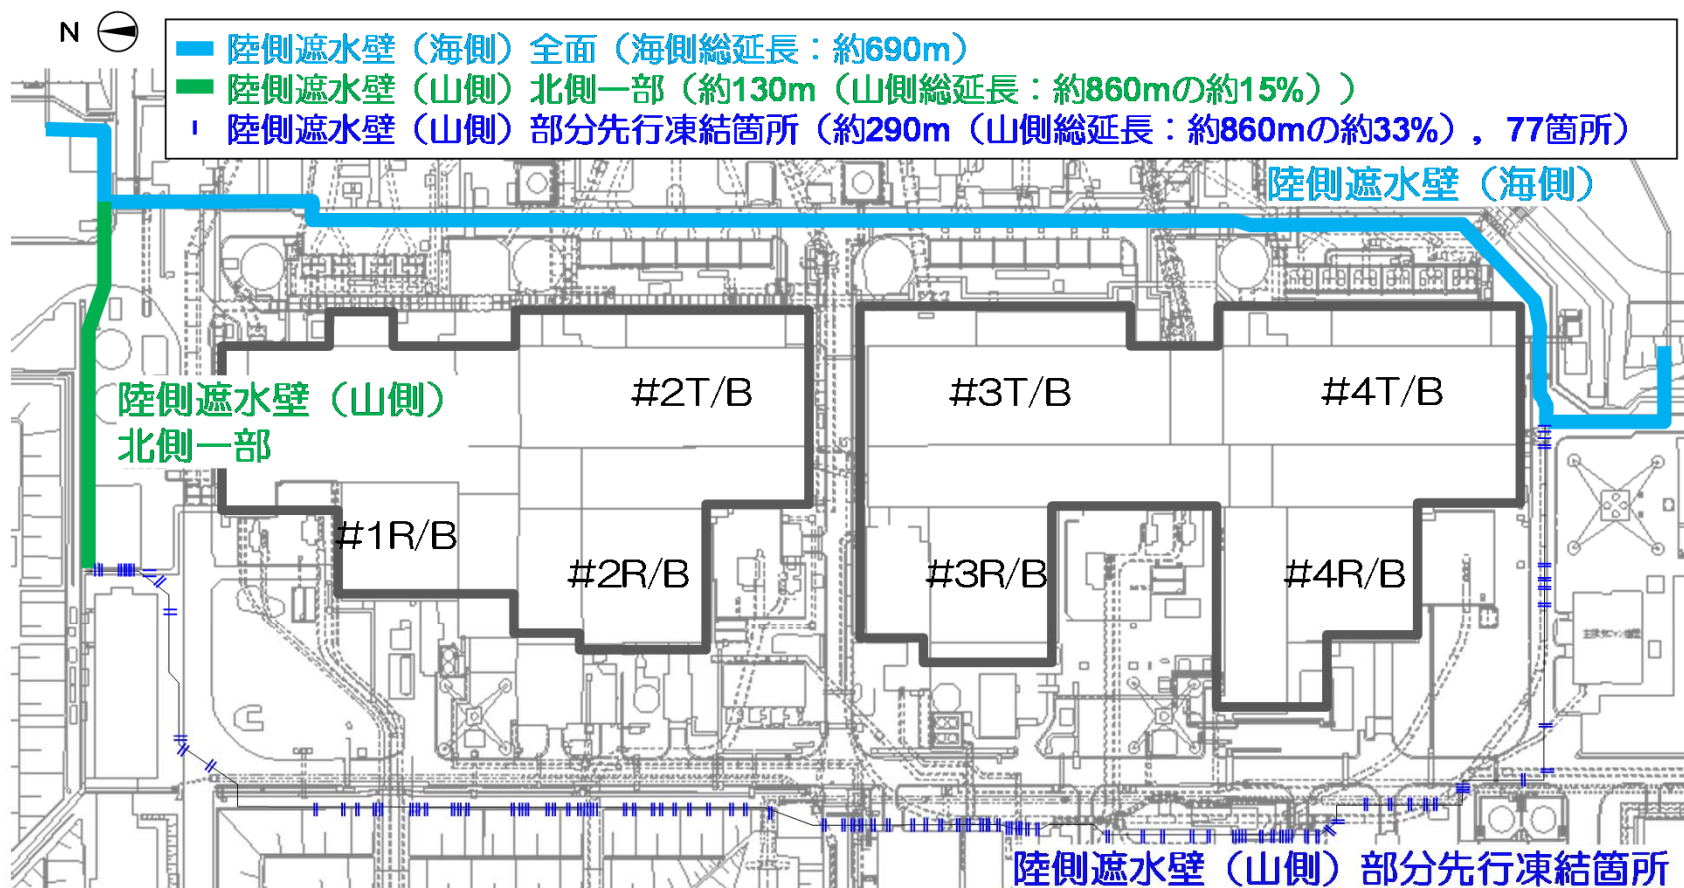 N
陸側遮水壁（海側）全面（海側総延長：約690m）
陸側遮水壁（山側）北側一部（約130m（山側総延長：約860mの約15%））
陸側遮水壁（山側）部分先行凍結箇所（約290m（山側総延長：約860mの約33%），77箇所）
陸側遮水壁（海側）
陸側遮水壁（山側）
北側一部
#2T/B
#3T/B
#4T/B
#1R/B
#2R/B
#3R/B
#4R/B
陸側遮水壁（山側）部分先行凍結箇所